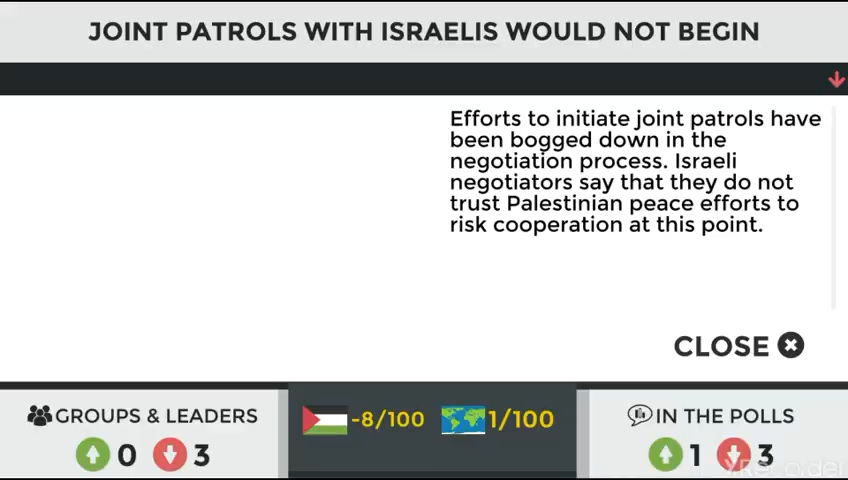 JOINT PATROLS WITH ISRAELIS WOULD NOT BEGIN
Efforts to initiate joint patrols have
been bogged down in the
negotiation process. Israeli
negotiators say that they do not
trust Palestinian peace efforts to
risk cooperation at this point.
CLOSE
GROUPS & LEADERS
0 3
-8/100 1/100
IN THE POLLS
1 3